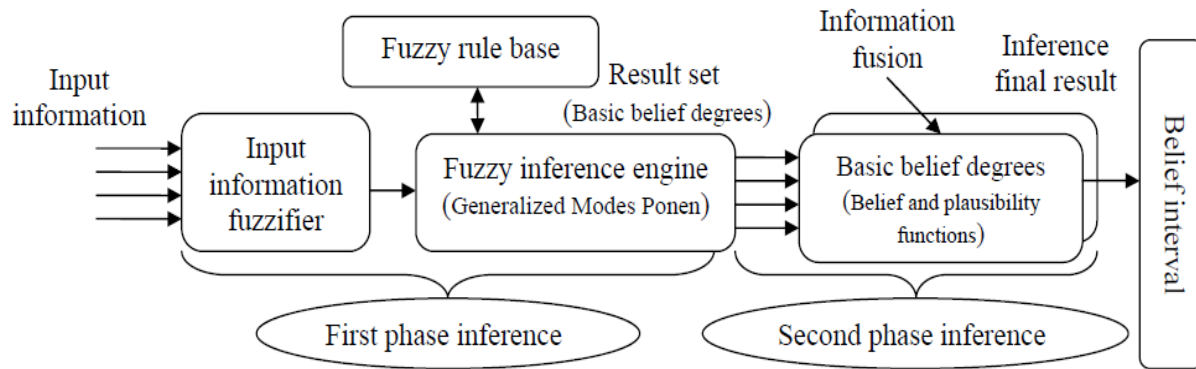 Input
information
Input
information
fuzzifier
Fuzzy rule base
Result set
(Basic belief degrees)
Fuzzy inference engine
(Generalized Modes Ponen)
First phase inference
Information
fusion
Inference
final result
Basic belief degrees
(Belief and plausibility
functions)
Second phase inference
Belief interval